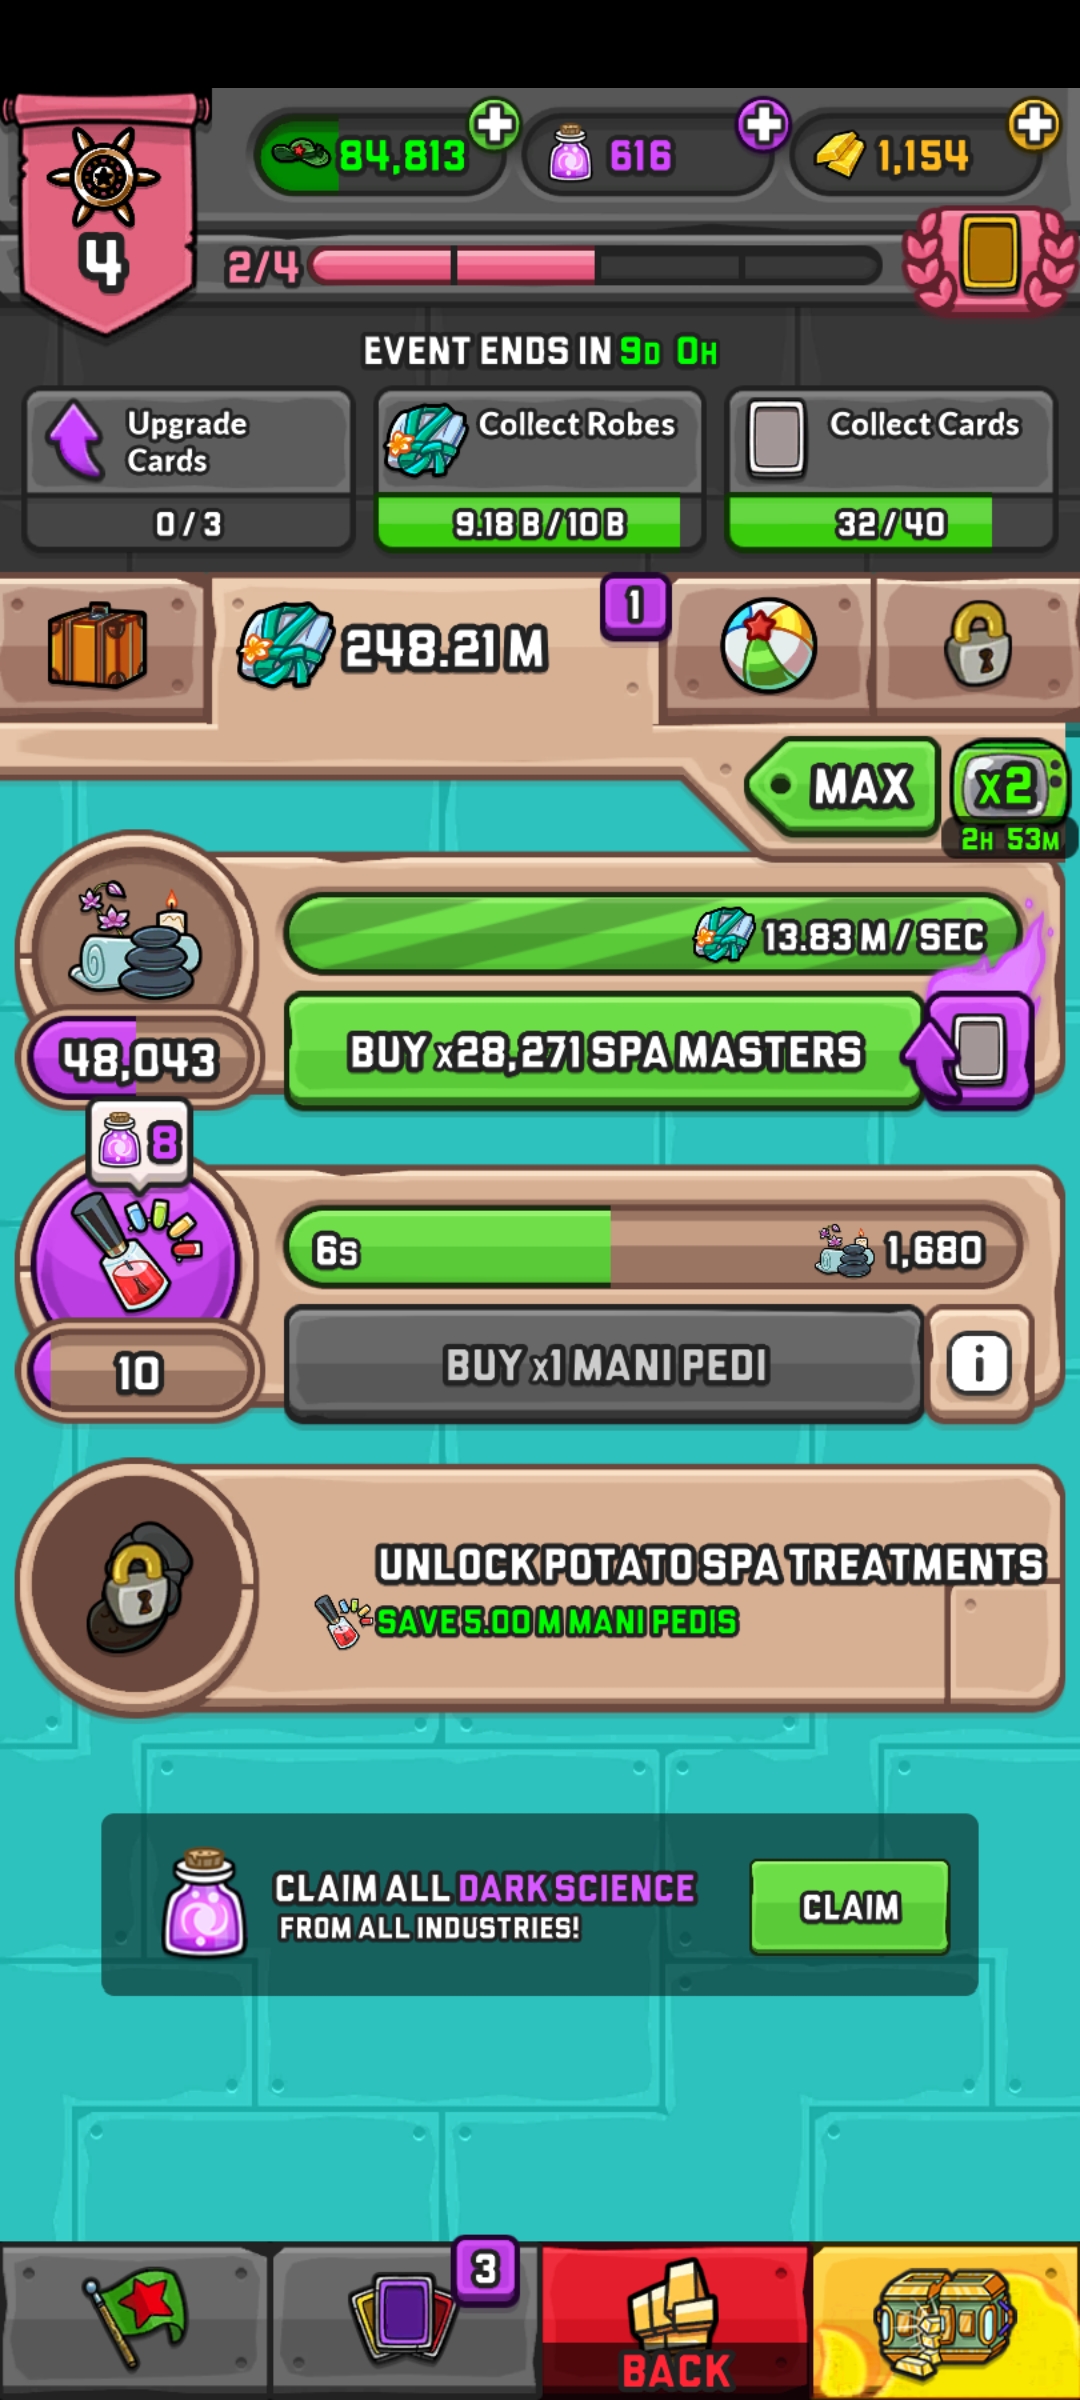 84,813
616
1,154
4
2/4
EVENT ENDS IN 9D 0H
Upgrade
Cards
0 / 3
Collect Robes
9.18 B / 10 B
Collect Cards
32 / 40
248.21 M
1
MAX
x2
2H 53M
13.83 M / SEC
48,043
BUY x28,271 SPA MASTERS
8
6s
1,680
10
BUY x1 MANI PEDI
i
UNLOCK POTATO SPA TREATMENTS
SAVE 5.00 M MANI PEDIS
CLAIM ALL DARK SCIENCE
FROM ALL INDUSTRIES!
CLAIM
3
BACK